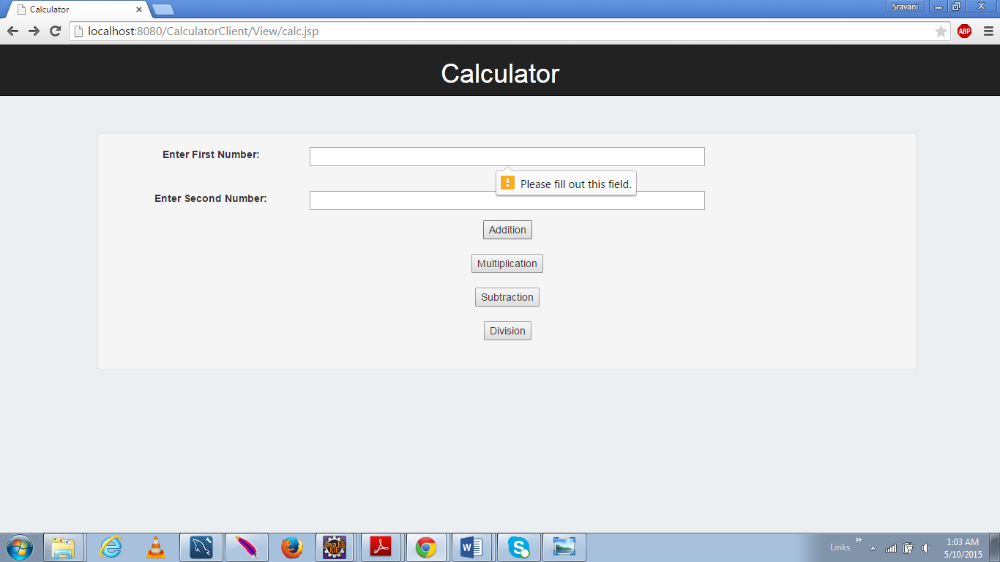 Calculator
Sravani
localhost:8080/CalculatorClient/View/calc.jsp
ABP
Calculator
Enter First Number:
Please fill out this field.
Enter Second Number:
Addition
Multiplication
Subtraction
Division
Java EE
IDE
Links
1:03 AM
5/10/2015